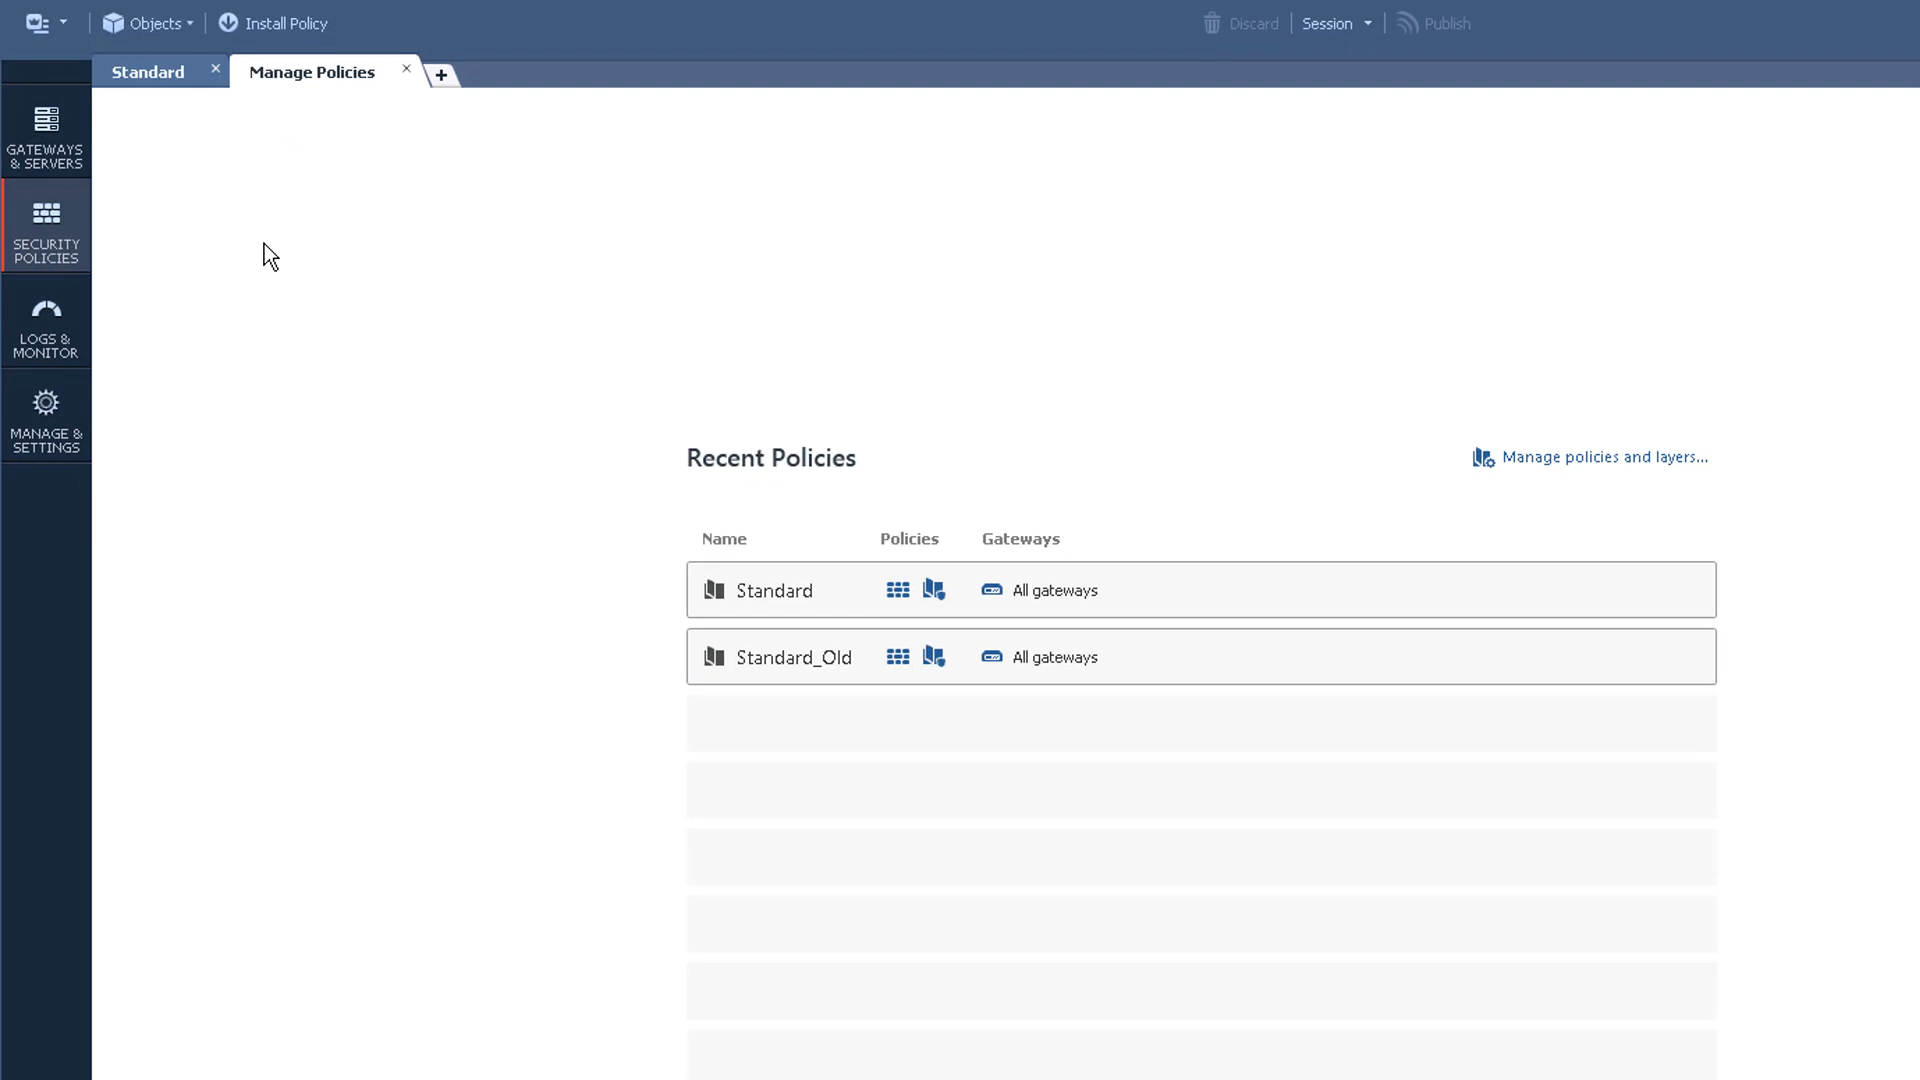 Objects
Install Policy
Discard
Session
Publish
Standard
Manage Policies
GATEWAYS
& SERVERS
SECURITY
POLICIES
LOGS &
MONITOR
MANAGE &
SETTINGS
Recent Policies
Manage policies and layers...
Name Policies Gateways
Standard All gateways
Standard_Old All gateways